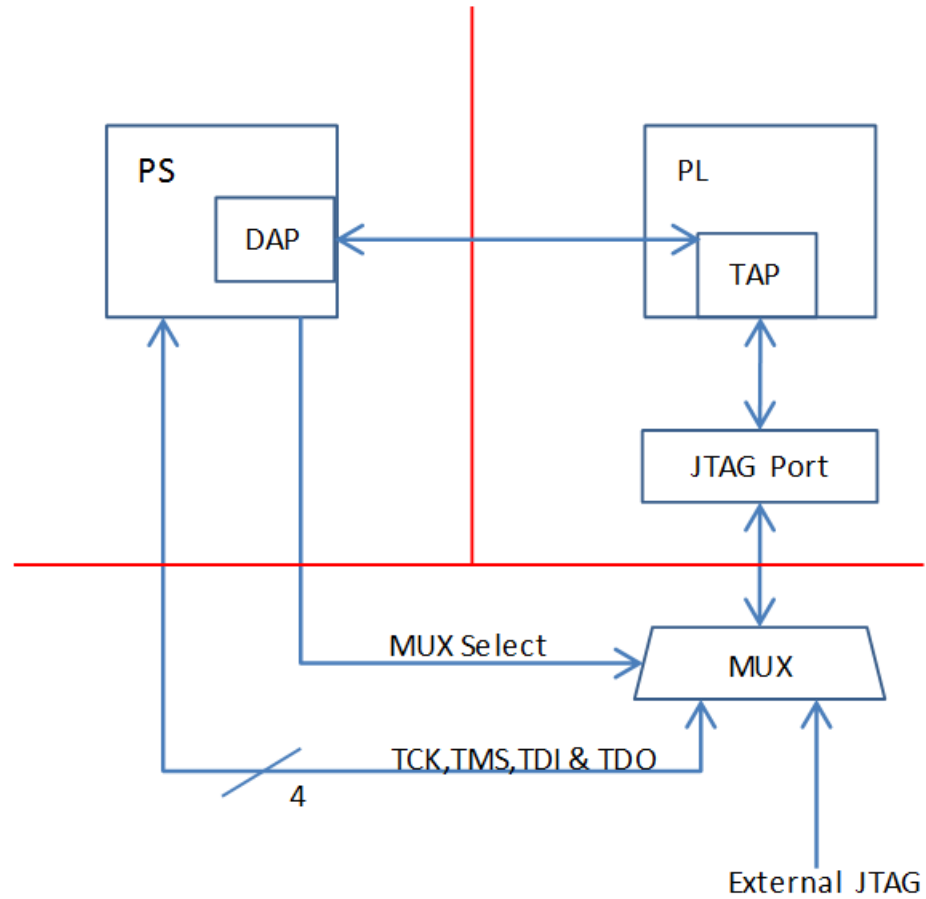 PS
PL
DAP
TAP
JTAG Port
MUX Select
MUX
TCK,TMS,TDI & TDO
4
External JTAG